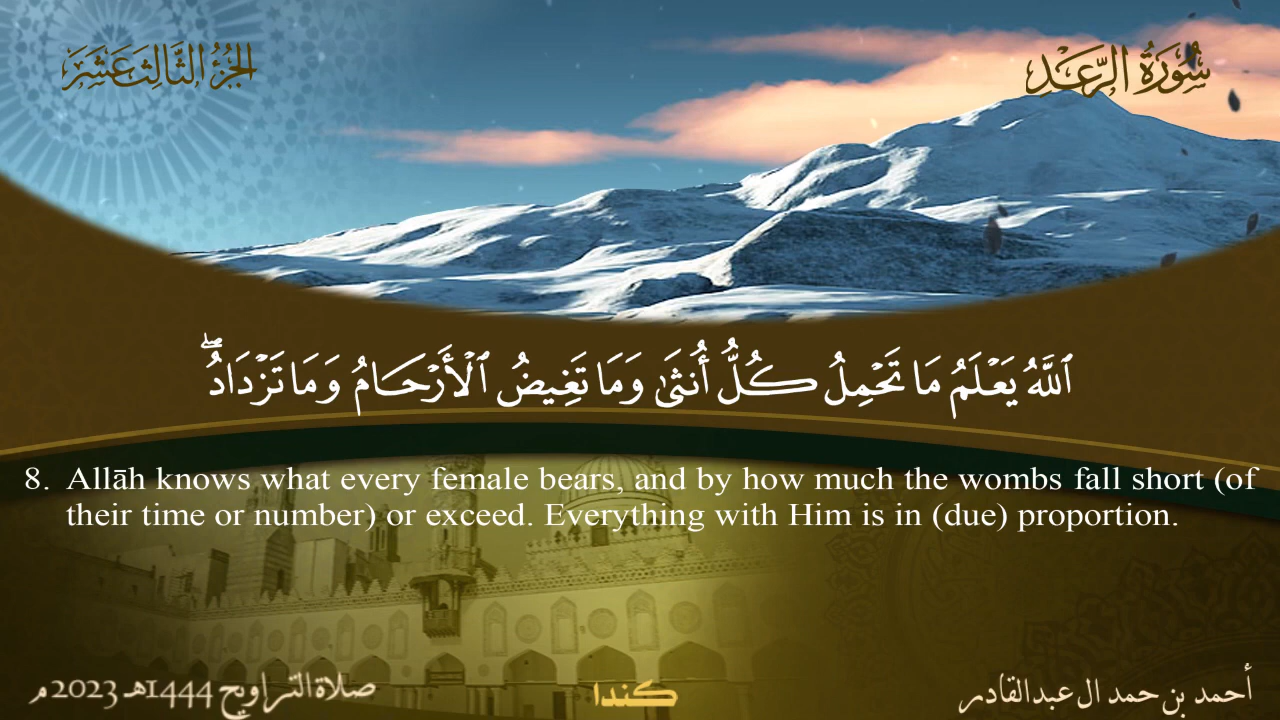 سُورَةُ الرَّعْدِ
الجُزْءُ الثَّالِثَ عَشَرَ
ٱللَّهُ يَعْلَمُ مَا تَحْمِلُ كُلُّ أُنثَىٰ وَمَا تَغِيضُ ٱلْأَرْحَامُ وَمَا تَزْدَادُ ۖ
8. Allāh knows what every female bears, and by how much the wombs fall short (of
their time or number) or exceed. Everything with Him is in (due) proportion.
أحمد بن حمد ال عبدالقادر
كندا
صلاة التراويح 1444هـ 2023م